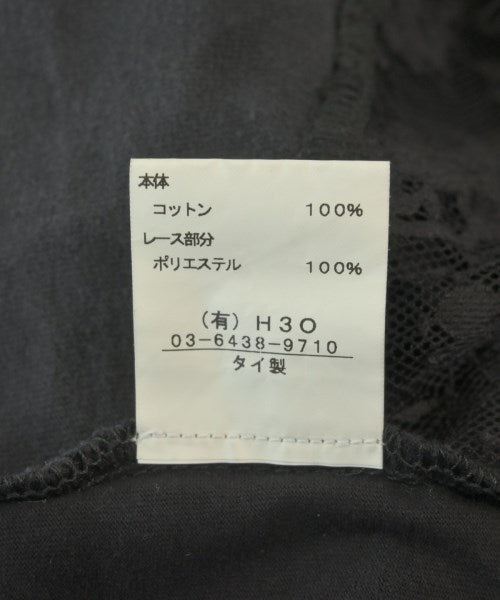 本体
コットン 100%
レース部分
ポリエステル 100%
(有) H3O
03-6438-9710
タイ製